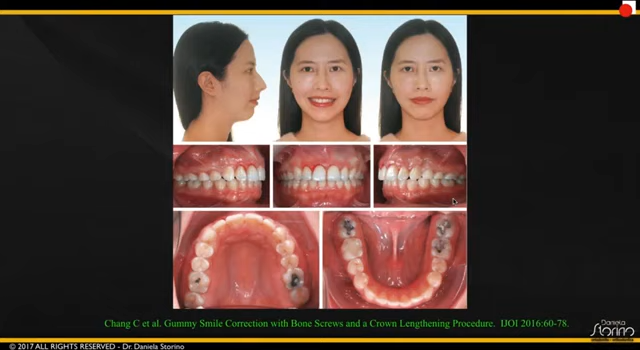 Chang C et al. Gummy Smile Correction with Bone Screws and a Crown Lengthening Procedure. IJOI 2016:60-78.
Daniela
Storino
© 2017 ALL RIGHTS RESERVED - Dr. Daniela Storino